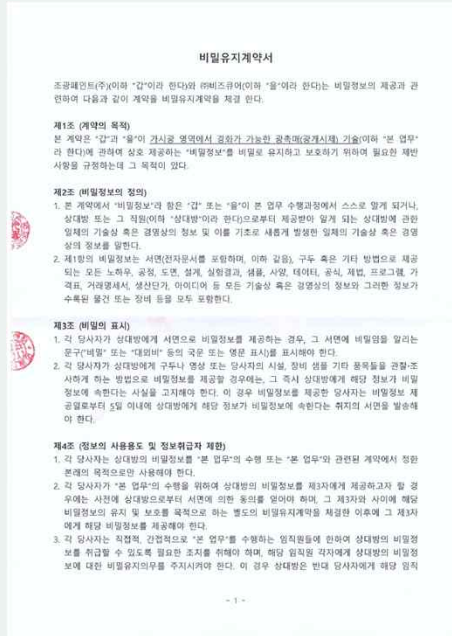 비밀유지계약서
조광페인트(주)(이하 "갑"이라 한다)와 ㈜비즈큐어(이하 "을"이라 한다)는 비밀정보의 제공과 관
련하여 다음과 같이 계약을 비밀유지계약을 체결 한다.
제1조 (계약의 목적)
본 계약은 "갑"과 "을"이 가시광 영역에서 경화가 가능한 광촉매(광개시제) 기술(이하 "본 업무"
라 한다)에 관하여 상호 제공하는 "비밀정보"를 비밀로 유지하고 보호하기 위하여 필요한 제반
사항을 규정하는데 그 목적이 있다.
제2조 (비밀정보의 정의)
1. 본 계약에서 "비밀정보"라 함은 "갑" 또는 "을"이 본 업무 수행과정에서 스스로 알게 되거나,
상대방 또는 그 직원(이하 "상대방"이라 한다)으로부터 제공받아 알게 되는 상대방에 관한
일체의 기술상 혹은 경영상의 정보 및 이를 기초로 새롭게 발생한 일체의 기술상 혹은 경영
상의 정보를 말한다.
2. 제1항의 비밀정보는 서면(전자문서를 포함하며, 이하 같음), 구두 혹은 기타 방법으로 제공
되는 모든 노하우, 공정, 도면, 설계, 실험결과, 샘플, 사양, 데이터, 공식, 제법, 프로그램, 가
격표, 거래명세서, 생산단가, 아이디어 등 모든 기술상 혹은 경영상의 정보와 그러한 정보가
수록된 물건 또는 장비 등을 모두 포함한다.
제3조 (비밀의 표시)
1. 각 당사자가 상대방에게 서면으로 비밀정보를 제공하는 경우, 그 서면에 비밀임을 알리는
문구("비밀" 또는 "대외비" 등의 국문 또는 영문 표시)를 표시해야 한다.
2. 각 당사자가 상대방에게 구두나 영상 또는 당사자의 시설, 장비 샘플 기타 품목들을 관찰·조
사하게 하는 방법으로 비밀정보를 제공할 경우에는, 그 즉시 상대방에게 해당 정보가 비밀
정보에 속한다는 사실을 고지해야 한다. 이 경우 비밀정보를 제공한 당사자는 비밀정보 제
공일로부터 5일 이내에 상대방에게 해당 정보가 비밀정보에 속한다는 취지의 서면을 발송해
야 한다.
제4조 (정보의 사용용도 및 정보취급자 제한)
1. 각 당사자는 상대방의 비밀정보를 "본 업무"의 수행 또는 "본 업무"와 관련된 계약에서 정한
본래의 목적으로만 사용해야 한다.
2. 각 당사자가 "본 업무"의 수행을 위하여 상대방의 비밀정보를 제3자에게 제공하고자 할 경
우에는 사전에 상대방으로부터 서면에 의한 동의를 얻어야 하며, 그 제3자와 사이에 해당
비밀정보의 유지 및 보호를 목적으로 하는 별도의 비밀유지계약을 체결한 이후에 그 제3자
에게 해당 비밀정보를 제공해야 한다.
3. 각 당사자는 직접적, 간접적으로 "본 업무"를 수행하는 임직원들에 한하여 상대방의 비밀정
보를 취급할 수 있도록 필요한 조치를 취해야 하며, 해당 임직원 각자에게 상대방의 비밀정
보에 대한 비밀유지의무를 주지시켜야 한다. 이 경우 상대방은 반대 당사자에게 해당 임직
- 1 -